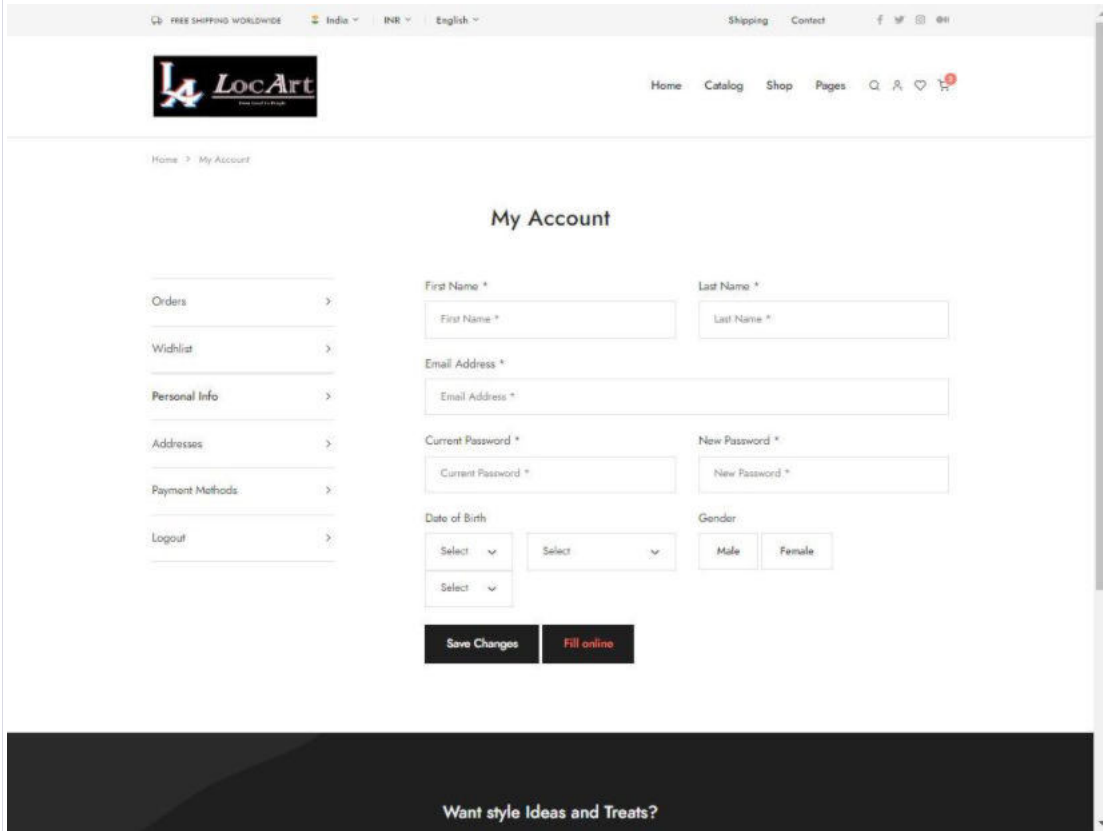 FREE SHIPPING WORLDWIDE India INR English Shipping Contact
LA LocArt
Home Catalog Shop Pages
Home > My Account
My Account
Orders
Widhlist
Personal Info
Addresses
Payment Methods
Logout
First Name * Last Name *
First Name * Last Name *
Email Address *
Email Address *
Current Password * New Password *
Current Password * New Password *
Date of Birth Gender
Select Select Male Female
Select
Save Changes Fill online
Want style Ideas and Treats?